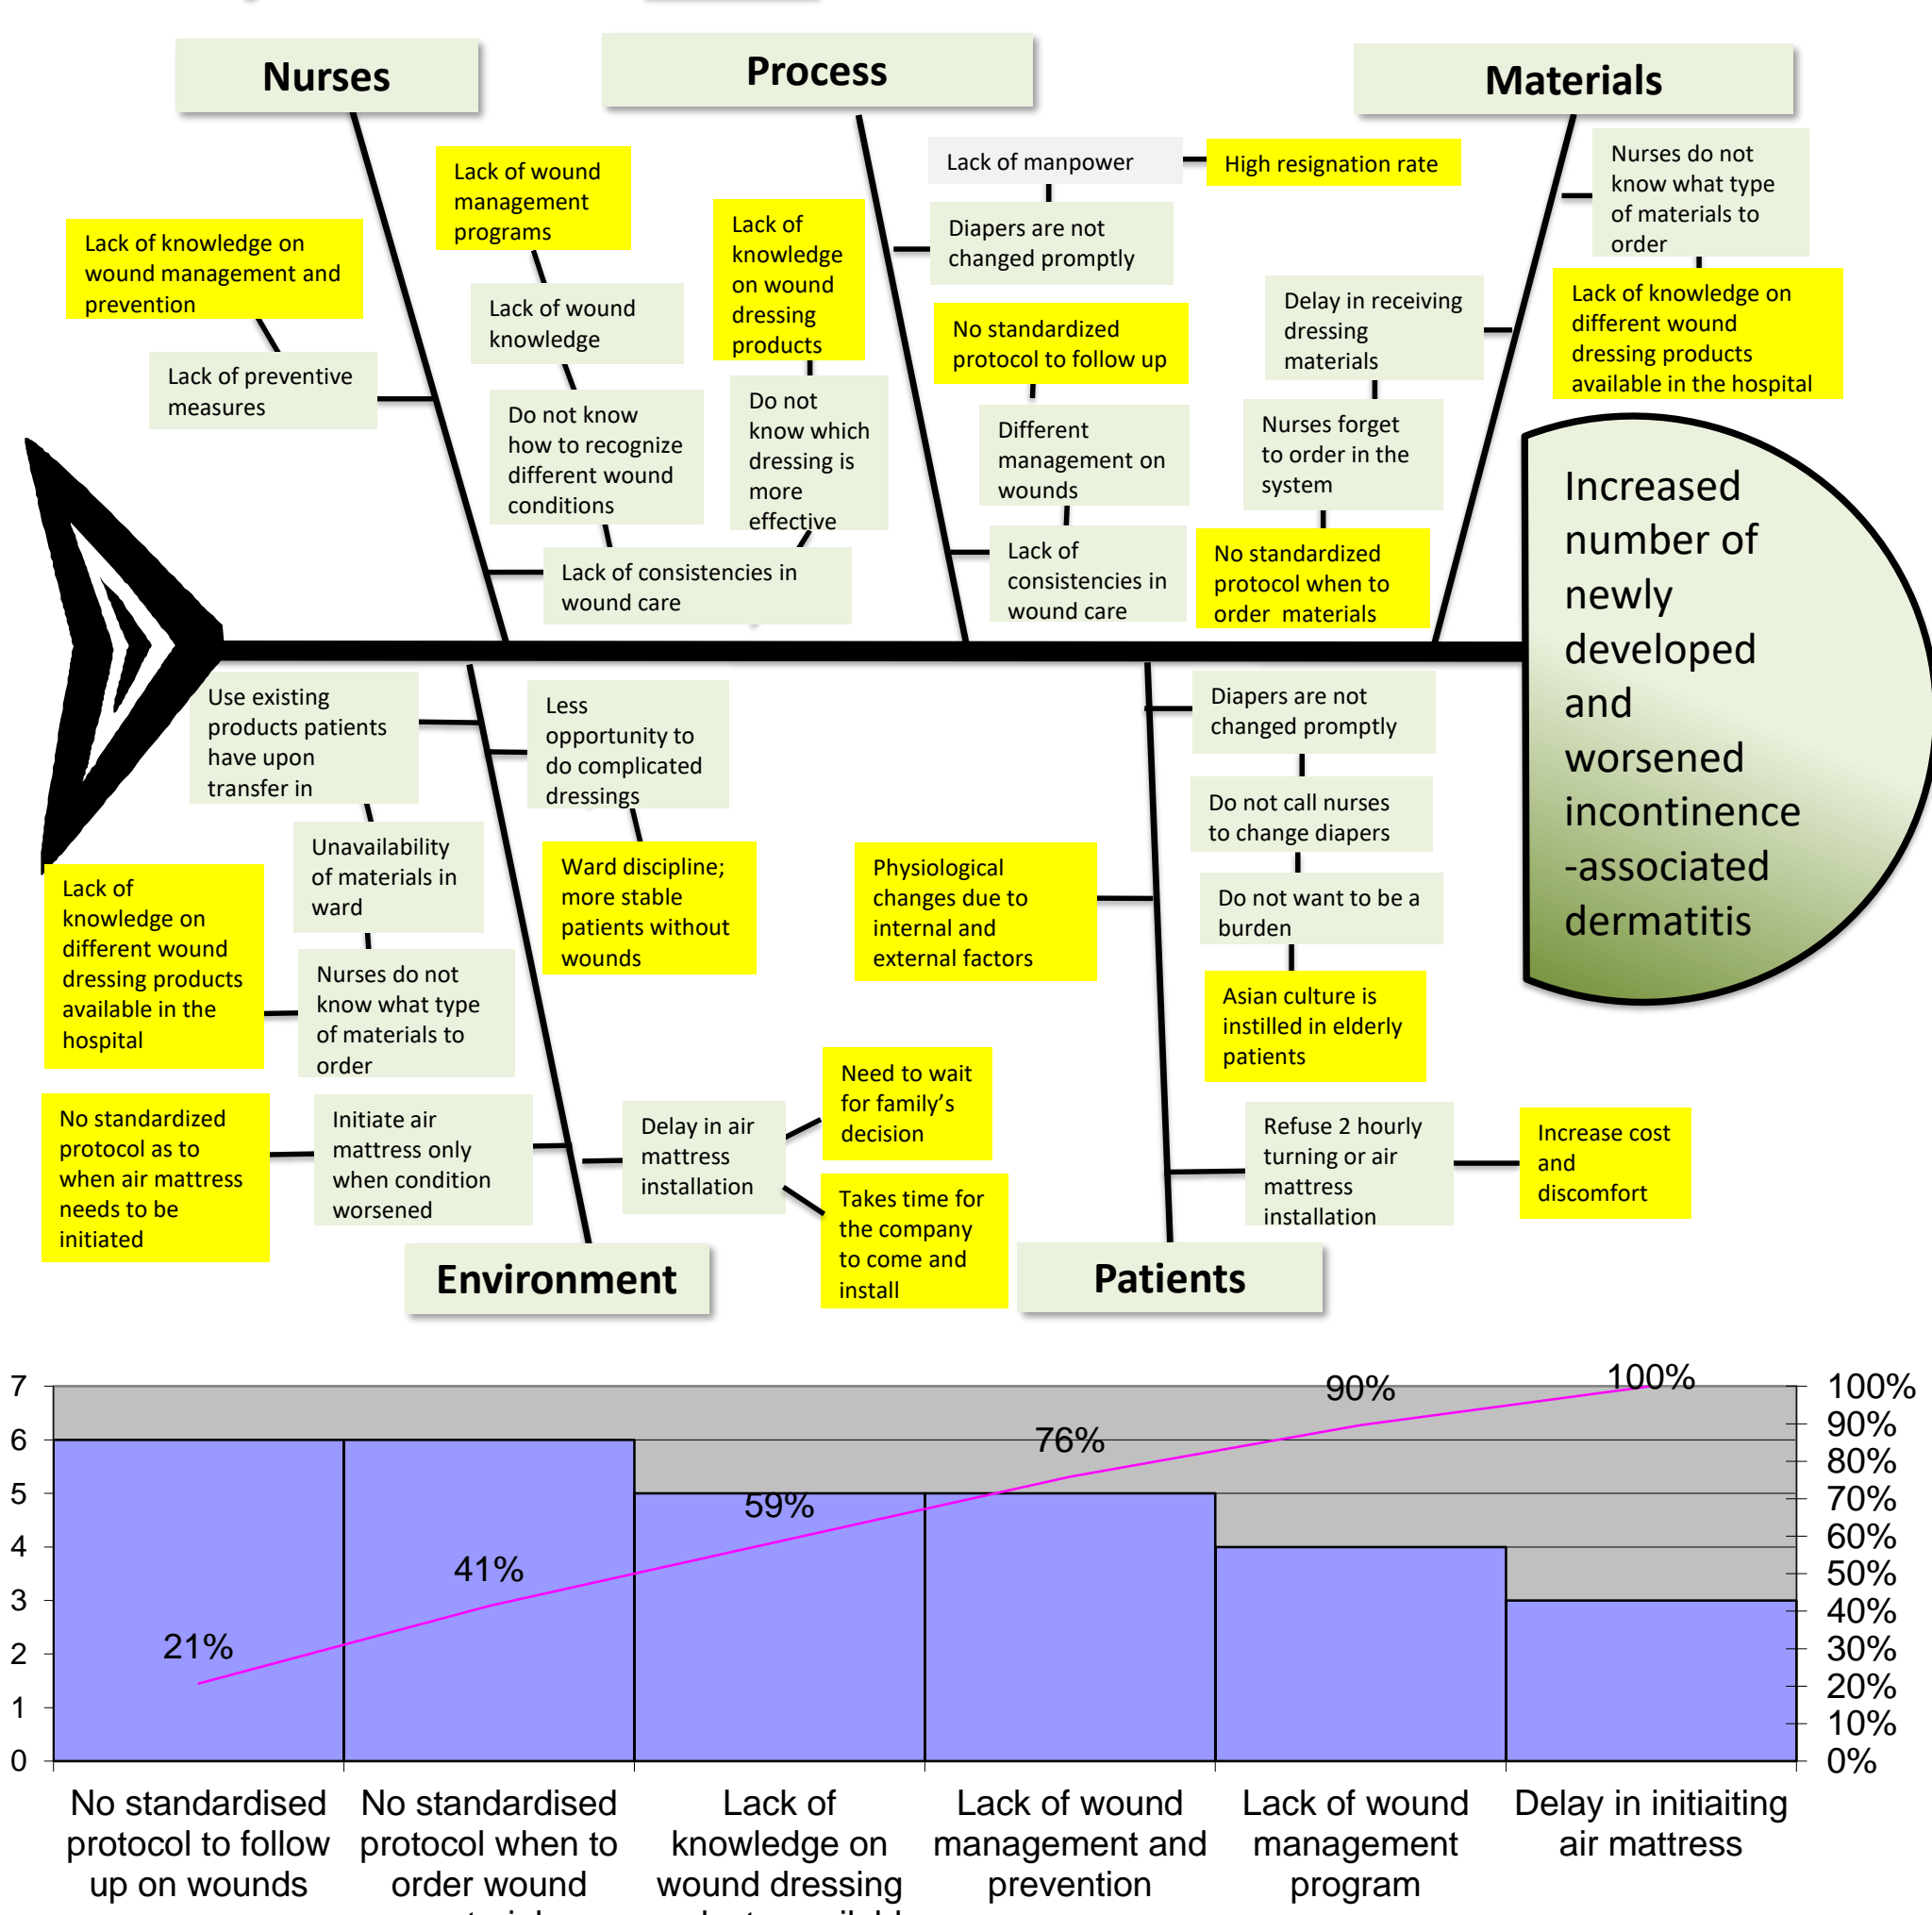 Nurses
Process
Materials
Lack of knowledge on
wound management and
prevention
Lack of preventive
measures
Lack of wound
management
programs
Lack of wound
knowledge
Do not know
how to recognize
different wound
conditions
Lack of
knowledge
on wound
dressing
products
Do not
know which
dressing is
more
effective
Lack of consistencies in
wound care
Lack of manpower
High resignation rate
Diapers are not
changed promptly
No standardized
protocol to follow up
Different
management on
wounds
Lack of
consistencies in
wound care
Nurses do not
know what type
of materials to
order
Lack of knowledge on
different wound
dressing products
available in the hospital
Delay in receiving
dressing
materials
Nurses forget
to order in the
system
No standardized
protocol when to
order  materials
Increased
number of
newly
developed
and
worsened
incontinence
-associated
dermatitis
Use existing
products patients
have upon
transfer in
Unavailability
of materials in
ward
Nurses do not
know what type
of materials to
order
Lack of
knowledge on
different wound
dressing products
available in the
hospital
Less
opportunity to
do complicated
dressings
Ward discipline;
more stable
patients without
wounds
No standardized
protocol as to
when air mattress
needs to be
initiated
Initiate air
mattress only
when condition
worsened
Delay in air
mattress
installation
Need to wait
for family’s
decision
Takes time for
the company
to come and
install
Physiological
changes due to
internal and
external factors
Diapers are not
changed promptly
Do not call nurses
to change diapers
Do not want to be a
burden
Asian culture is
instilled in elderly
patients
Refuse 2 hourly
turning or air
mattress
installation
Increase cost
and
discomfort
Environment
Patients
7
6
5
4
3
2
1
0
21%
41%
59%
76%
90%
100%
100%
90%
80%
70%
60%
50%
40%
30%
20%
10%
0%
No standardised
protocol to follow
up on wounds
No standardised
protocol when to
order wound
Lack of
knowledge on
wound dressing
Lack of wound
management and
prevention
Lack of wound
management
program
Delay in initiaiting
air mattress